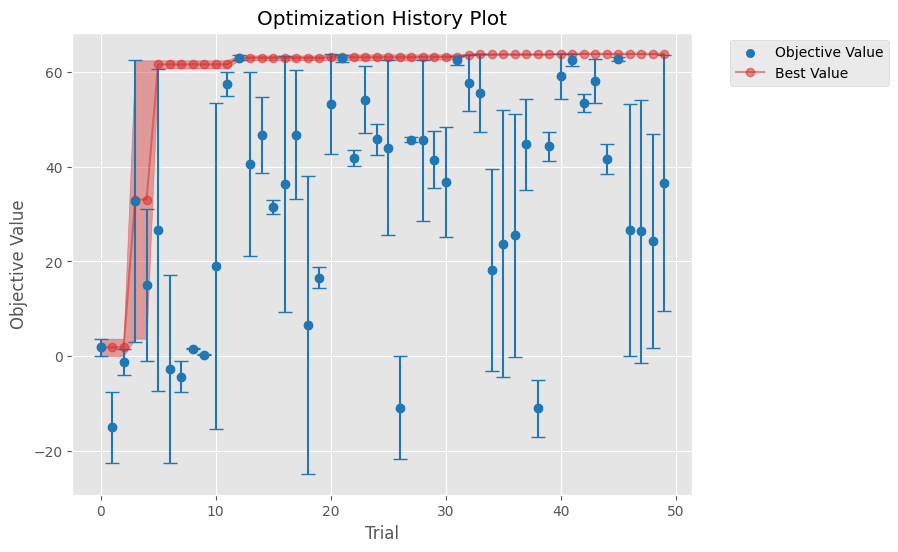 Optimization History Plot
Objective Value
Best Value
Objective Value
60
40
20
0
−20
0 10 20 30 40 50
Trial